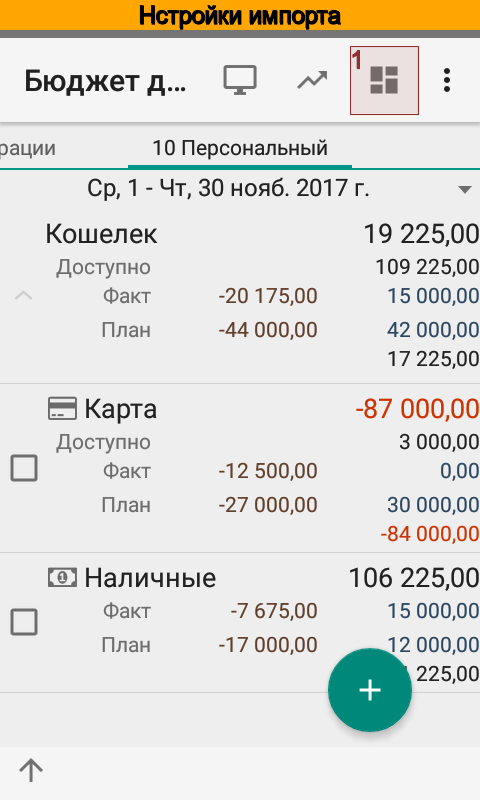 Нстройки импорта
Бюджет д...
1
рации
10 Персональный
Ср, 1 - Чт, 30 нояб. 2017 г.
Кошелек 19 225,00
Доступно 109 225,00
Факт -20 175,00 15 000,00
План -44 000,00 42 000,00
17 225,00
Карта -87 000,00
Доступно 3 000,00
Факт -12 500,00 0,00
План -27 000,00 30 000,00
-84 000,00
Наличные 106 225,00
Факт -7 675,00 15 000,00
План -17 000,00 12 000,00
225,00